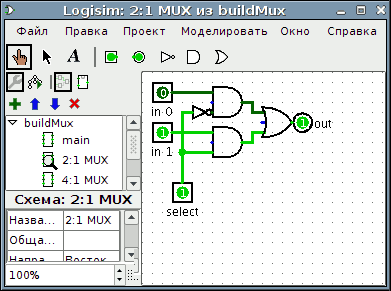 Logisim: 2:1 MUX из buildMux
Файл Правка Проект Моделировать Окно Справка
A
buildMux
main
2:1 MUX
4:1 MUX
Схема: 2:1 MUX
Назва... 2:1 MUX
Обща...
Напра Восток
100%
0
in 0
1
in 1
1
out
1
select